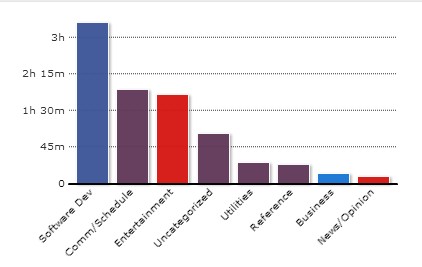 3h
2h 15m
1h 30m
45m
0
Software Dev
Comm/Schedule
Entertainment
Uncategorized
Utilities
Reference
Business
News/Opinion